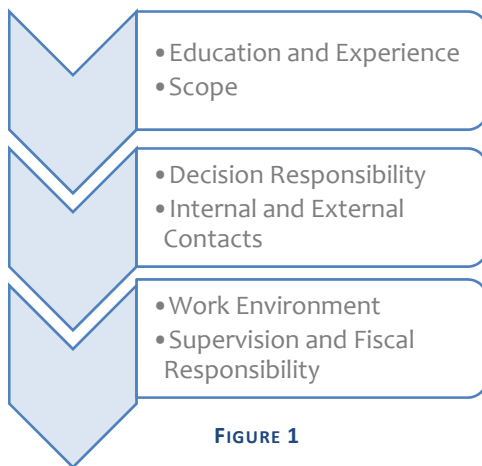 •Education and Experience
•Scope
•Decision Responsibility
•Internal and External
Contacts
•Work Environment
•Supervision and Fiscal
Responsibility
FIGURE 1